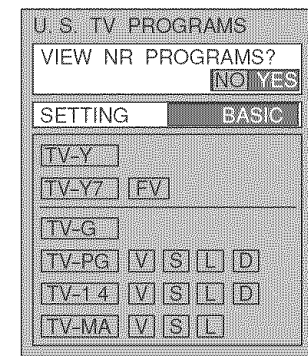 U. S. TV PROGRAMS
VIEW NR PROGRAMS?
NO YES
SETTING BASIC
TV-Y
TV-Y7 FV
TV-G
TV-PG V S L D
TV-14 V S L D
TV-MA V S L